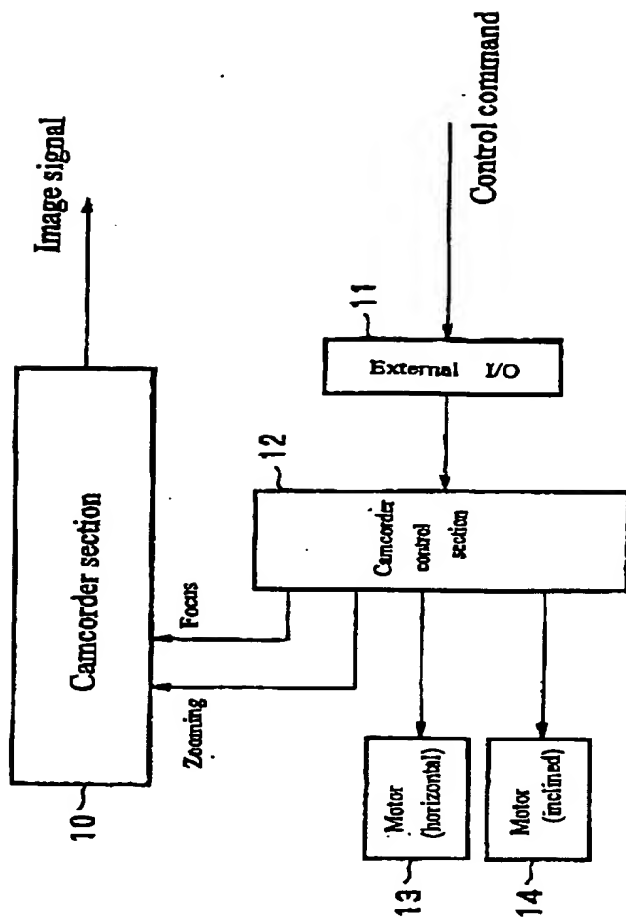 Image signal
Camcorder section
10
Focus
Zooming
Control command
11
External I/O
12
Camcorder
control
section
Motor
(horizontal)
13
Motor
(inclined)
14